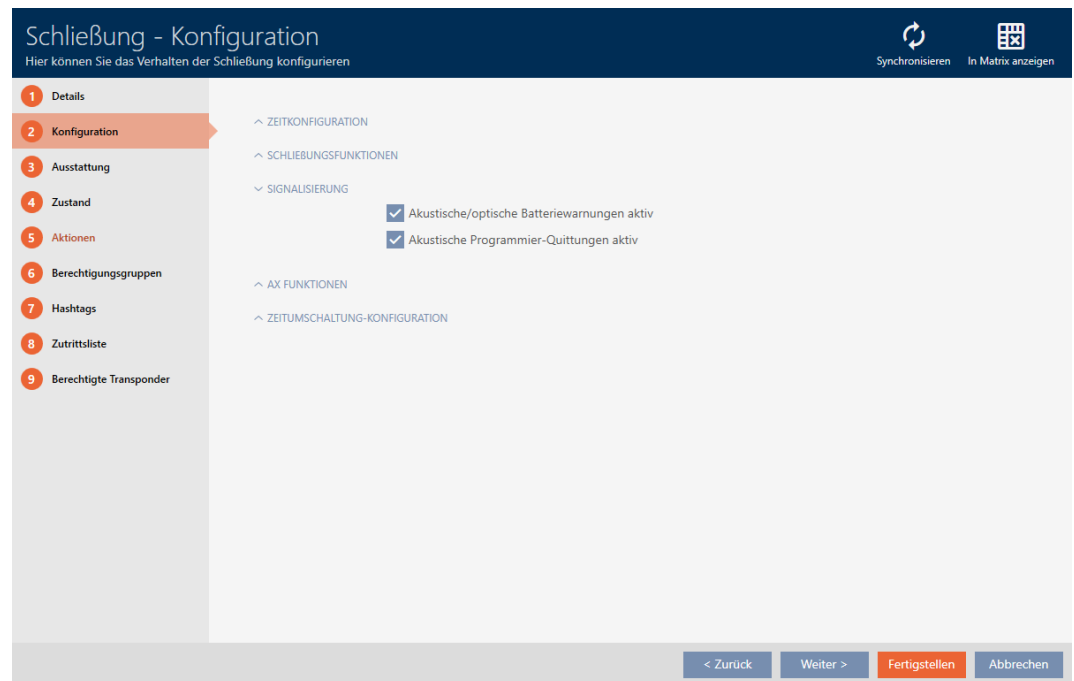 Schließung - Konfiguration
Hier können Sie das Verhalten der Schließung konfigurieren
Synchronisieren
In Matrix anzeigen
1 Details
2 Konfiguration
3 Ausstattung
4 Zustand
5 Aktionen
6 Berechtigungsgruppen
7 Hashtags
8 Zutrittsliste
9 Berechtigte Transponder
ZEITKONFIGURATION
SCHLIEßUNGSFUNKTIONEN
SIGNALISIERUNG
Akustische/optische Batteriewarnungen aktiv
Akustische Programmier-Quittungen aktiv
AX FUNKTIONEN
ZEITUMSCHALTUNG-KONFIGURATION
< Zurück
Weiter >
Fertigstellen
Abbrechen